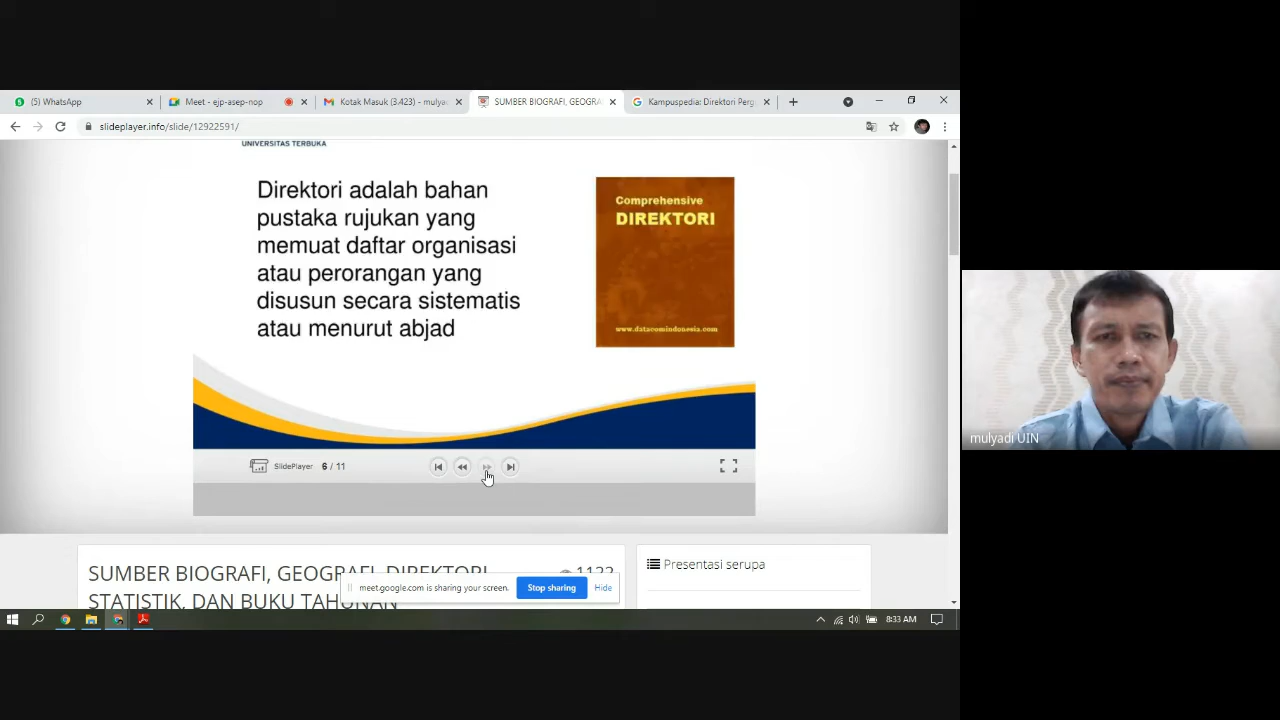 (5) WhatsApp
Meet - ejp-asep-nop
Kotak Masuk (3.423) - mulya
SUMBER BIOGRAFI, GEOGRA
Kampuspedia: Direktori Perg
slideplayer.info/slide/12922591/
UNIVERSITAS TERBUKA
Direktori adalah bahan
pustaka rujukan yang
memuat daftar organisasi
atau perorangan yang
disusun secara sistematis
atau menurut abjad
Comprehensive
DIREKTORI
www.datacomindonesia.com
SlidePlayer 6 / 11
SUMBER BIOGRAFI, GEOGRAFI, DIREKTORI,
STATISTIK, DAN BUKU TAHUNAN
Presentasi serupa
meet.google.com is sharing your screen.
Stop sharing
Hide
8:33 AM
mulyadi UIN